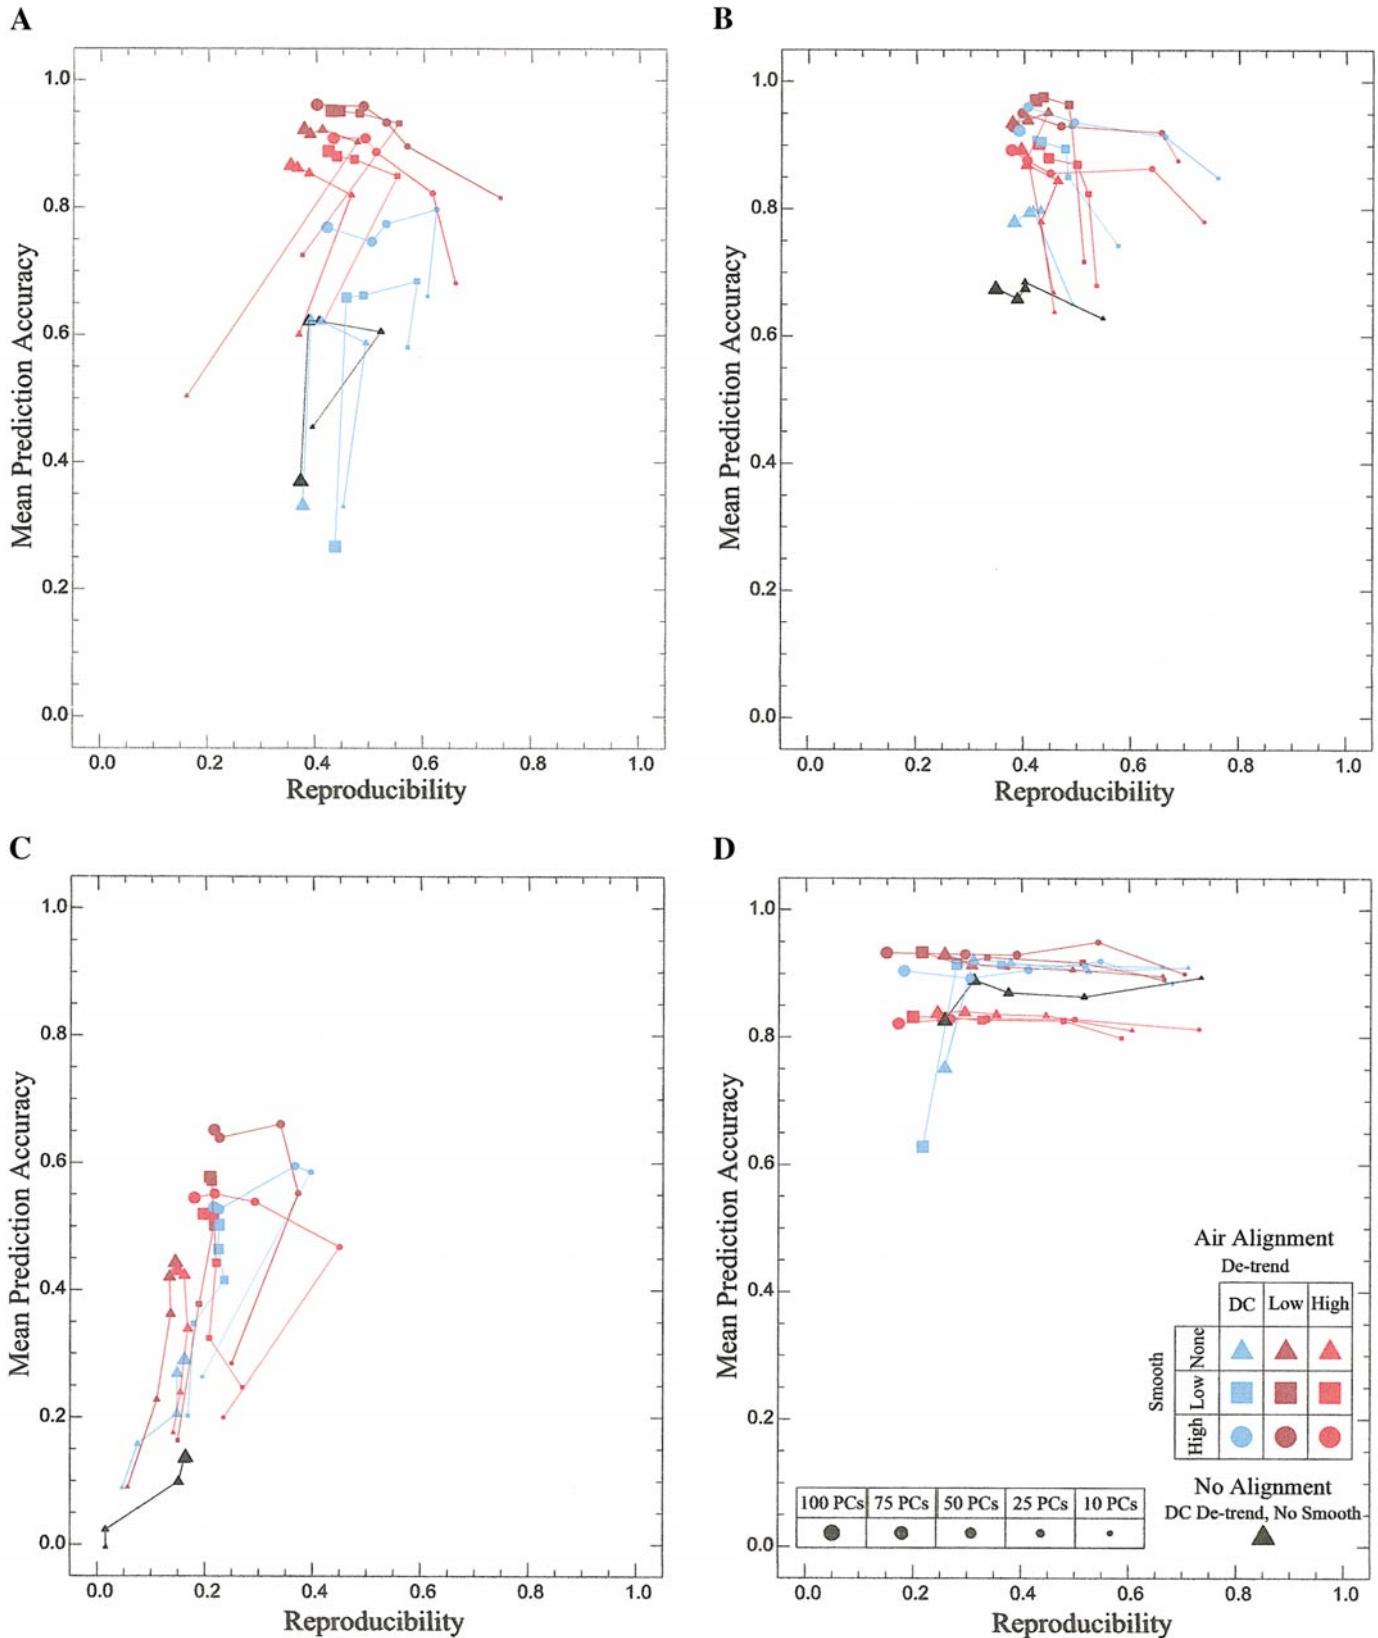 A
1.0
0.8
0.6
0.4
0.2
0.0
Mean Prediction Accuracy
0.0 0.2 0.4 0.6 0.8 1.0
Reproducibility
B
1.0
0.8
0.6
0.4
0.2
0.0
Mean Prediction Accuracy
0.0 0.2 0.4 0.6 0.8 1.0
Reproducibility
C
1.0
0.8
0.6
0.4
0.2
0.0
Mean Prediction Accuracy
0.0 0.2 0.4 0.6 0.8 1.0
Reproducibility
D
1.0
0.8
0.6
0.4
0.2
0.0
Mean Prediction Accuracy
0.0 0.2 0.4 0.6 0.8 1.0
Reproducibility
Air Alignment
De-trend
DC Low High
Smooth
None
Low
High
No Alignment
DC De-trend, No Smooth
100 PCs 75 PCs 50 PCs 25 PCs 10 PCs